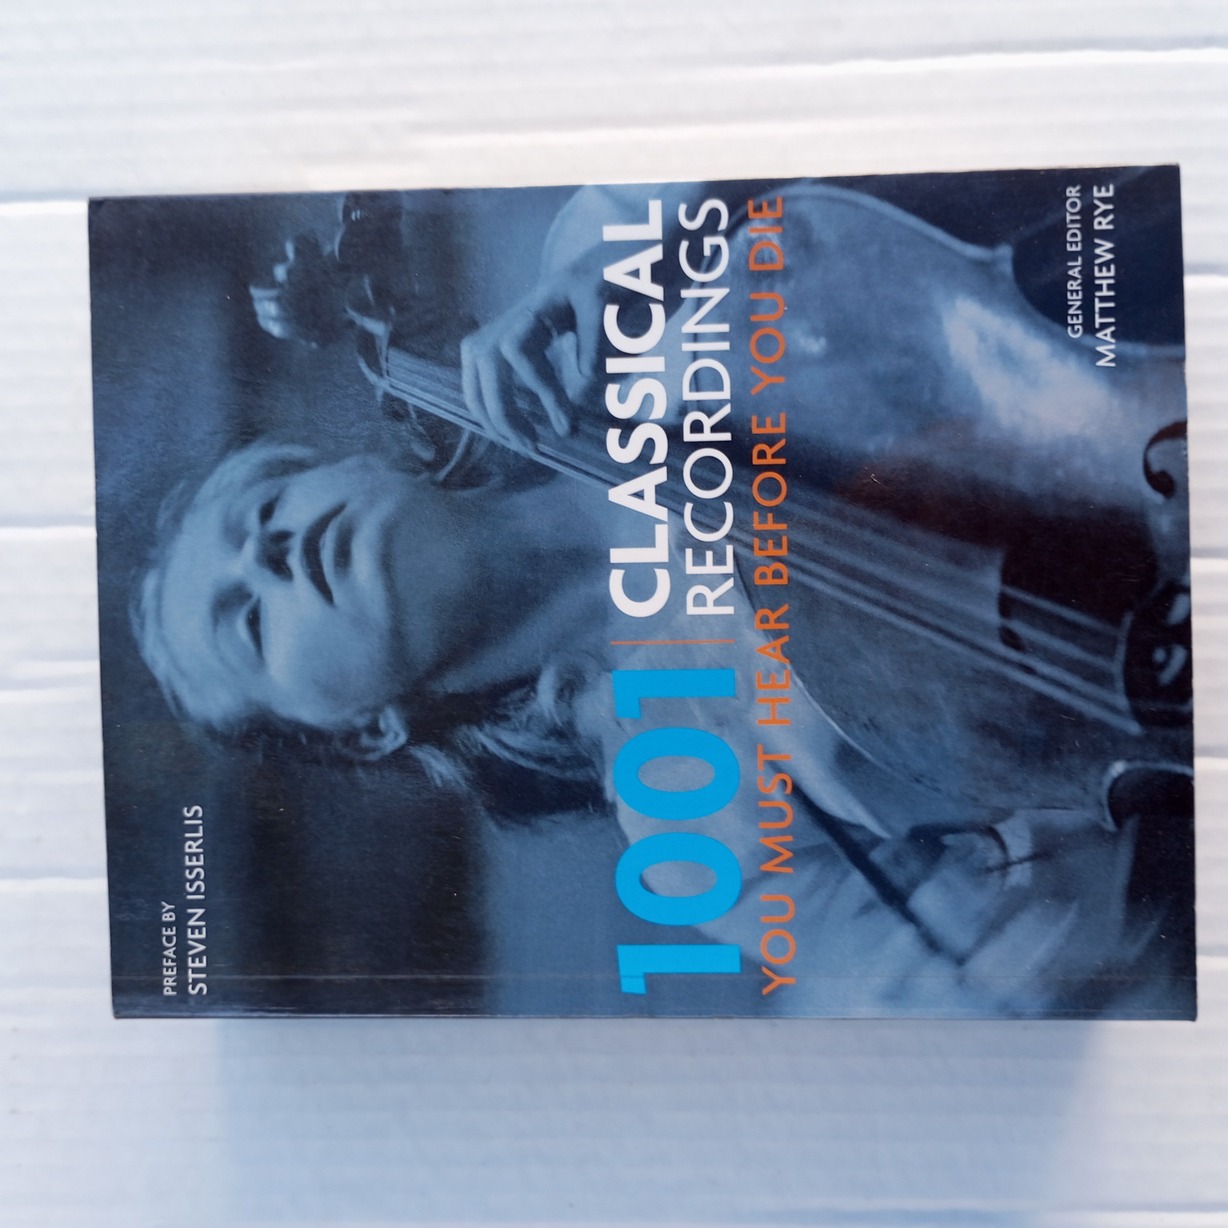 PREFACE BY
STEVEN ISSERLIS
1001 CLASSICAL
RECORDINGS
YOU MUST HEAR BEFORE YOU DIE
GENERAL EDITOR
MATTHEW RYE